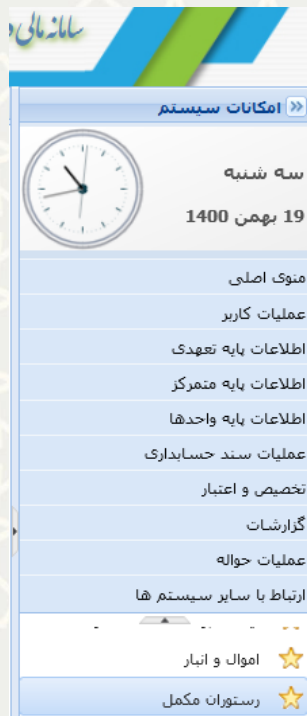 سامانه مالی
امکانات سیستم
سه شنبه
19 بهمن 1400
منوی اصلی
عملیات کاربر
اطلاعات پایه تعهدی
اطلاعات پایه متمرکز
اطلاعات پایه واحدها
عملیات سند حسابداری
تخصیص و اعتبار
گزارشات
عملیات حواله
ارتباط با سایر سیستم ها
اموال و انبار
رستوران مکمل